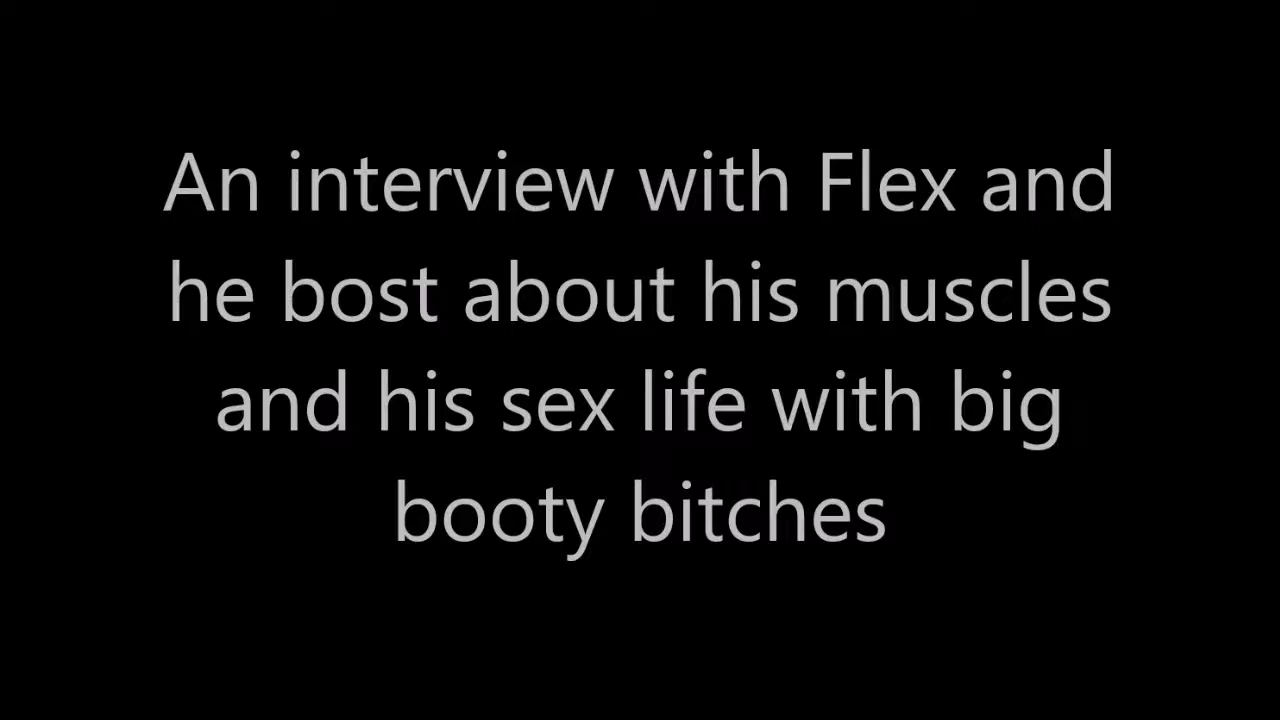 An interview with Flex and
he bost about his muscles
and his sex life with big
booty bitches